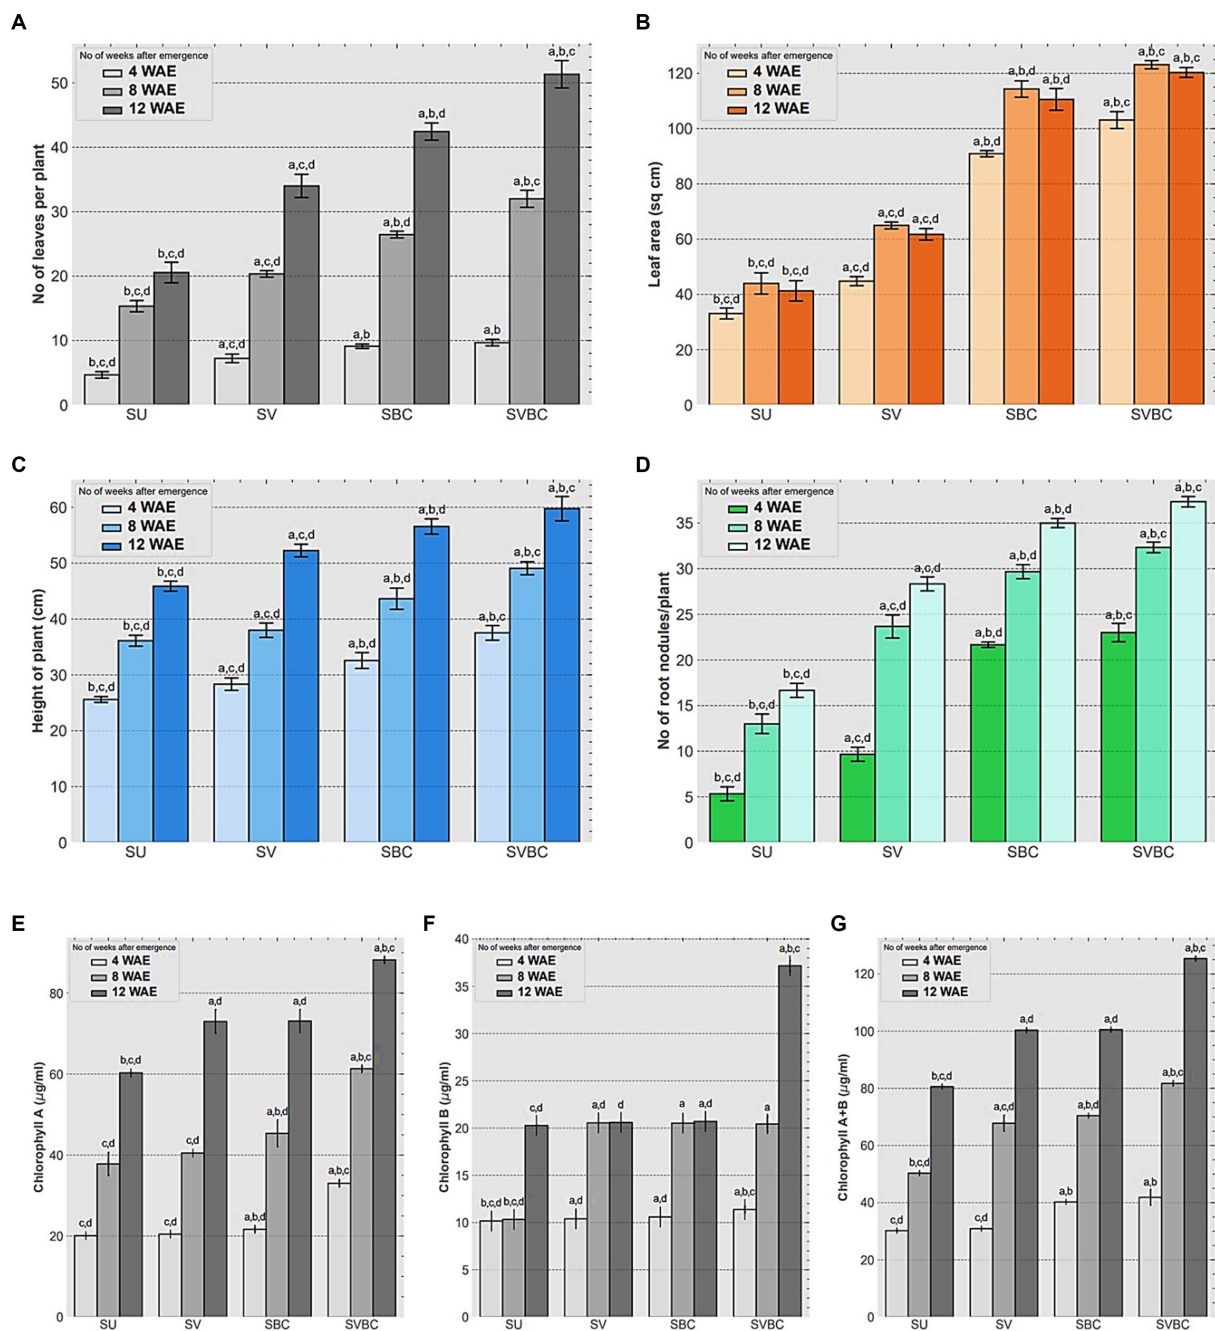 A
No of weeks after emergence
4 WAE
8 WAE
12 WAE
No of leaves per plant
50
40
30
20
10
0
b,c,d
b,c,d
b,c,d
a,c,d
a,c,d
a,c,d
a,b
a,b,d
a,b,d
a,b
a,b,c
a,b,c
SU
SV
SBC
SVBC
B
No of weeks after emergence
4 WAE
8 WAE
12 WAE
Leaf area (sq cm)
120
100
80
60
40
20
0
b,c,d
b,c,d
b,c,d
a,c,d
a,c,d
a,c,d
a,b,d
a,b,d
a,b,d
a,b,c
a,b,c
a,b,c
SU
SV
SBC
SVBC
C
No of weeks after emergence
4 WAE
8 WAE
12 WAE
Height of plant (cm)
60
50
40
30
20
10
0
b,c,d
b,c,d
b,c,d
a,c,d
a,c,d
a,c,d
a,b,d
a,b,d
a,b,d
a,b,c
a,b,c
a,b,c
SU
SV
SBC
SVBC
D
No of weeks after emergence
4 WAE
8 WAE
12 WAE
No of root nodules/plant
35
30
25
20
15
10
5
0
b,c,d
b,c,d
b,c,d
a,c,d
a,c,d
a,c,d
a,b,d
a,b,d
a,b,d
a,b,c
a,b,c
a,b,c
SU
SV
SBC
SVBC
E
No of weeks after emergence
4 WAE
8 WAE
12 WAE
Chlorophyll A (μg/ml)
80
60
40
20
0
c,d
c,d
b,c,d
c,d
c,d
a,d
a,b,d
a,b,d
a,d
a,b,c
a,b,c
a,b,c
SU
SV
SBC
SVBC
F
No of weeks after emergence
4 WAE
8 WAE
12 WAE
Chlorophyll B (μg/ml)
40
35
30
25
20
15
10
5
0
b,c,d
b,c,d
c,d
a,d
a,d
d
a,d
a
a,d
a,b,c
a
a,b,c
SU
SV
SBC
SVBC
G
No of weeks after emergence
4 WAE
8 WAE
12 WAE
Chlorophyll A+B (μg/ml)
120
100
80
60
40
20
0
c,d
b,c,d
b,c,d
c,d
a,c,d
a,d
a,b
a,b,d
a,d
a,b
a,b,c
a,b,c
SU
SV
SBC
SVBC